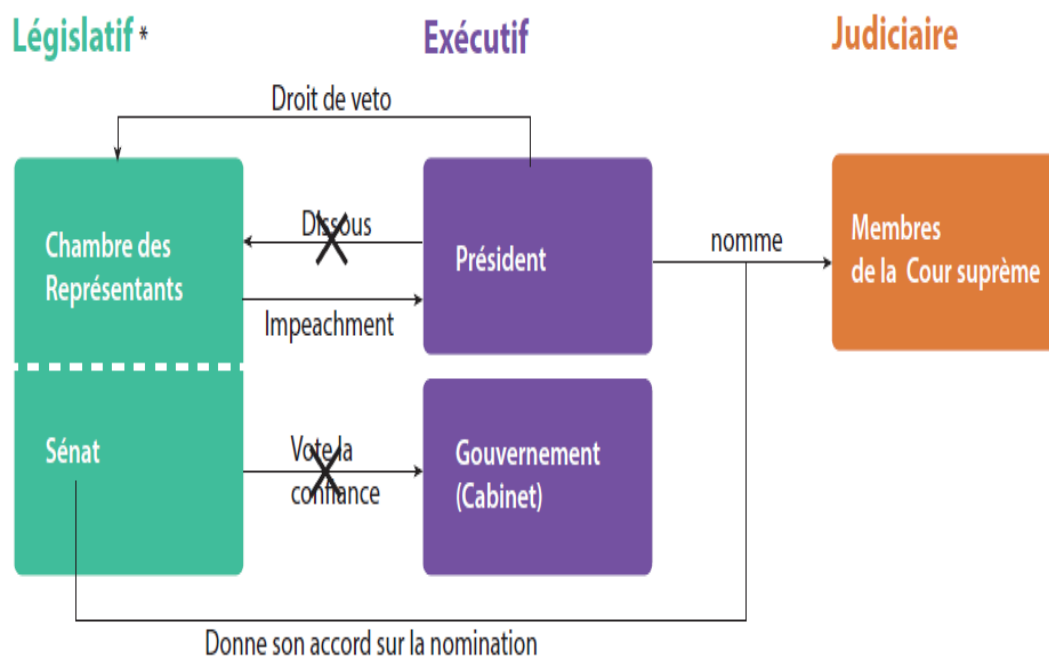 Législatif *
Exécutif
Judiciaire
Droit de veto
Chambre des
Représentants
Dissous
Impeachment
Président
nomme
Membres
de la Cour suprème
Sénat
Vote la
confiance
Gouvernement
(Cabinet)
Donne son accord sur la nomination